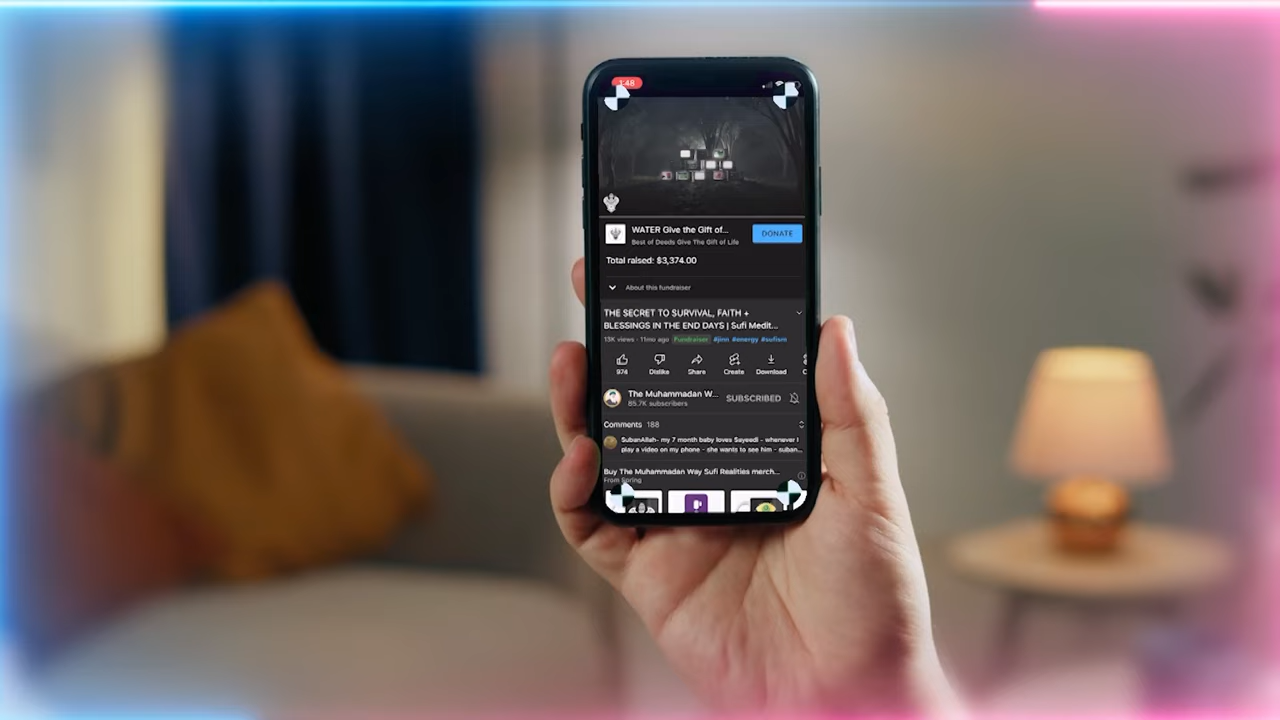 1:48
WATER Give the Gift of...
Best of Deeds Give The Gift of Life
DONATE
Total raised: $3,374.00
About this fundraiser
THE SECRET TO SURVIVAL, FAITH +
BLESSINGS IN THE END DAYS | Sufi Medit...
13K views · 11mo ago Fundraiser #jinn #energy #sufism
974 Dislike Share Create Download
The Muhammadan W...
85.7K subscribers
SUBSCRIBED
Comments 188
SubanAllah- my 7 month baby loves Sayeedi - whenever I
play a video on my phone - she wants to see him - suban...
Buy The Muhammadan Way Sufi Realities merch...
From Spring